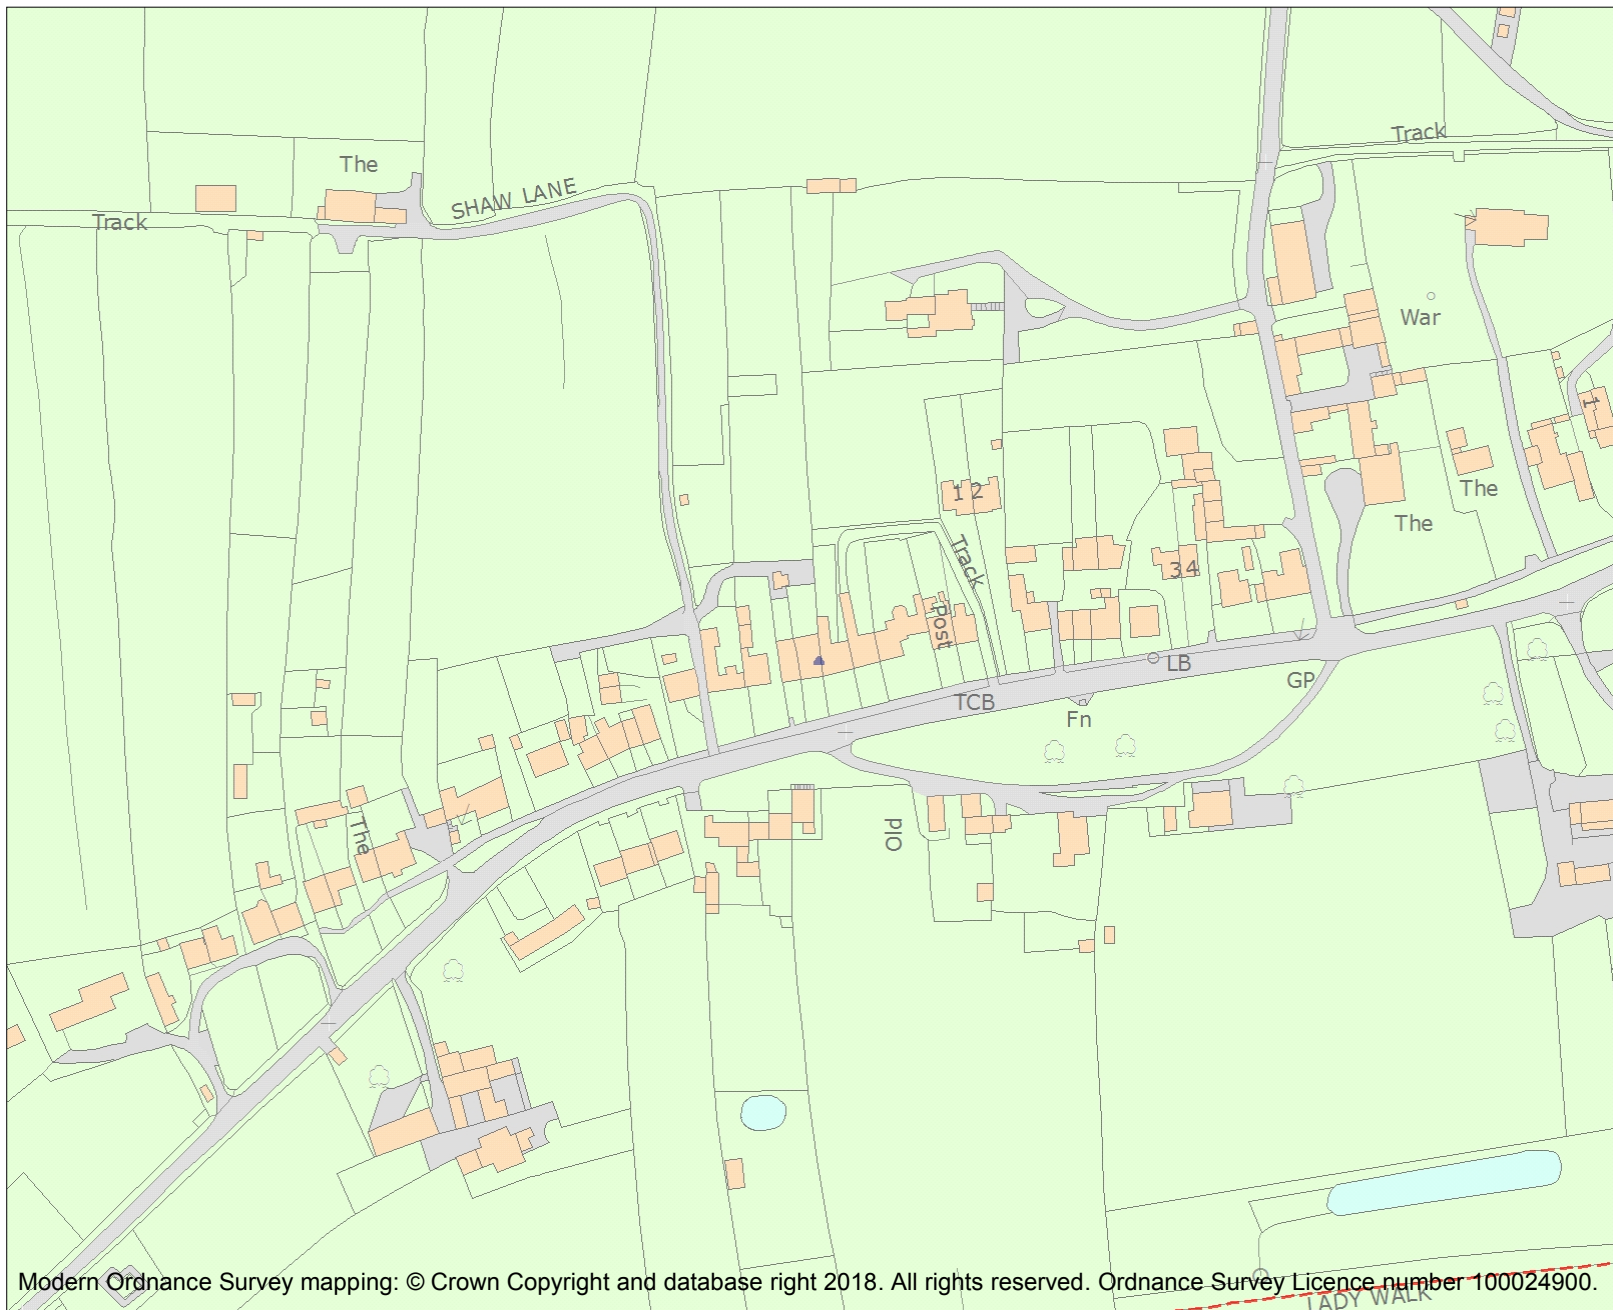 Track
The
SHAW LANE
Track
War
1
1 2
The
The
Track
3 4
Post
LB
GP
TCB
Fn
The
Old
Modern Ordnance Survey mapping: © Crown Copyright and database right 2018. All rights reserved. Ordnance Survey Licence number 100024900.
LADY WALK